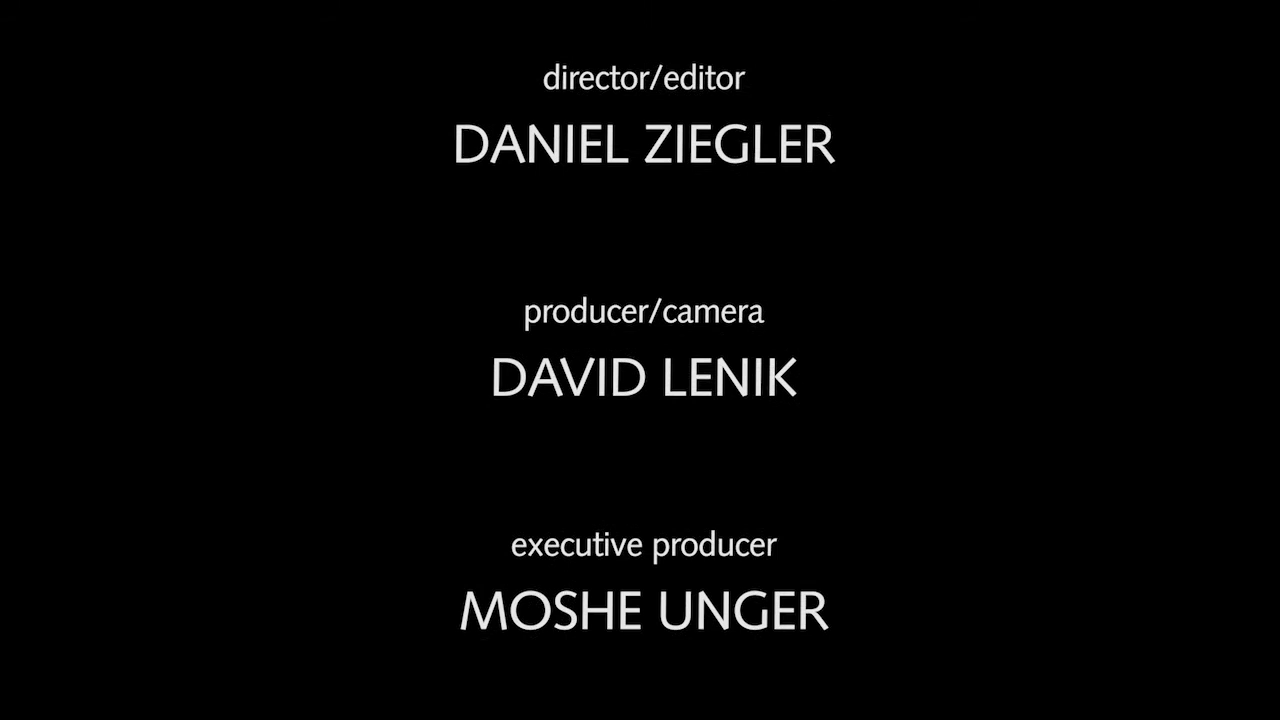 director/editor
DANIEL ZIEGLER
producer/camera
DAVID LENIK
executive producer
MOSHE UNGER